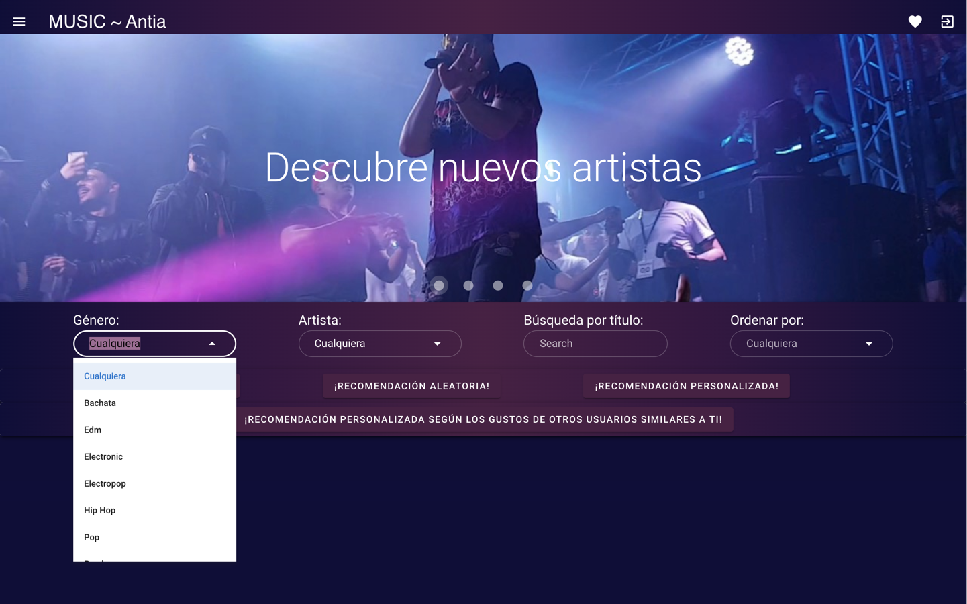 MUSIC ~ Antia
Descubre nuevos artistas
Género:
Cualquiera
Artista:
Cualquiera
Búsqueda por título:
Search
Ordenar por:
Cualquiera
Cualquiera
Bachata
Edm
Electronic
Electropop
Hip Hop
Pop
¡RECOMENDACIÓN ALEATORIA!
¡RECOMENDACIÓN PERSONALIZADA!
¡RECOMENDACIÓN PERSONALIZADA SEGÚN LOS GUSTOS DE OTROS USUARIOS SIMILARES A TI!